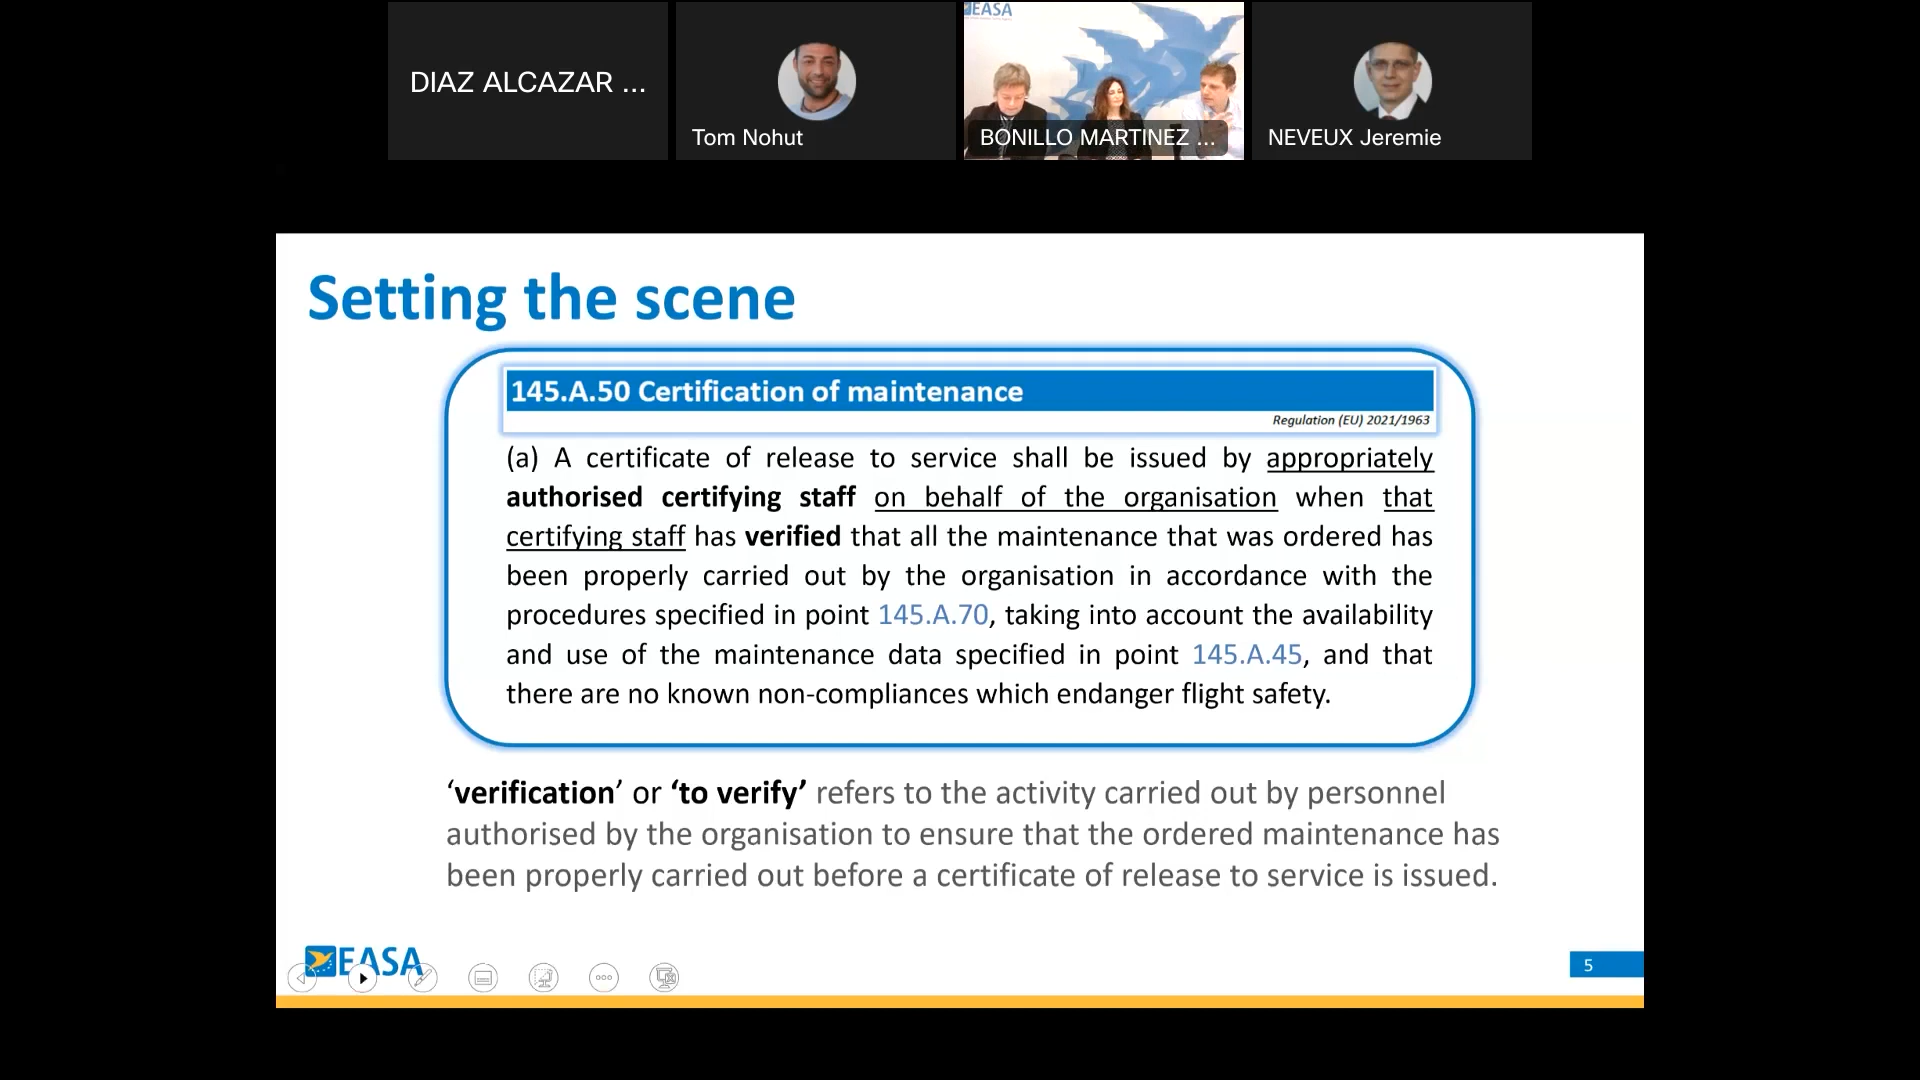 DIAZ ALCAZAR ...
Tom Nohut
EASA
BONILLO MARTINEZ ...
NEVEUX Jeremie
Setting the scene
145.A.50 Certification of maintenance
Regulation (EU) 2021/1963
(a) A certificate of release to service shall be issued by appropriately
authorised certifying staff on behalf of the organisation when that
certifying staff has verified that all the maintenance that was ordered has
been properly carried out by the organisation in accordance with the
procedures specified in point 145.A.70, taking into account the availability
and use of the maintenance data specified in point 145.A.45, and that
there are no known non-compliances which endanger flight safety.
‘verification’ or ‘to verify’ refers to the activity carried out by personnel
authorised by the organisation to ensure that the ordered maintenance has
been properly carried out before a certificate of release to service is issued.
EASA
5